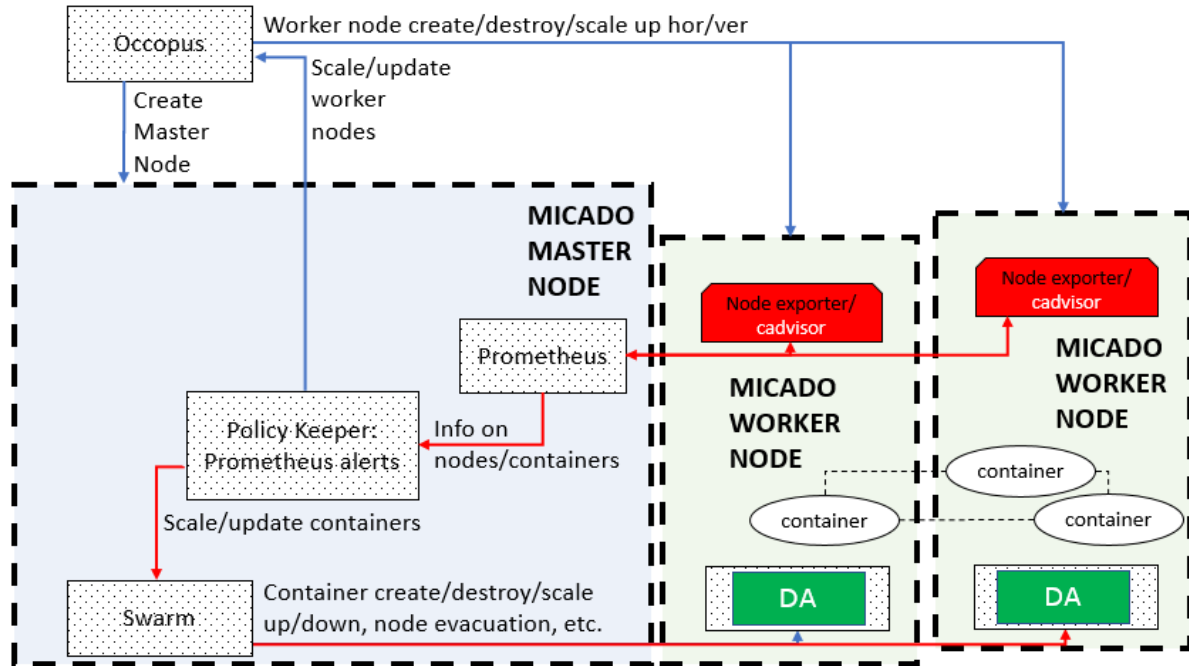 Occopus
Worker node create/destroy/scale up hor/ver
Scale/update
worker
nodes
Create
Master
Node
MICADO
MASTER
NODE
Node exporter/
cadvisor
Node exporter/
cadvisor
Prometheus
MICADO
WORKER
NODE
MICADO
WORKER
NODE
Policy Keeper:
Prometheus alerts
Info on
nodes/containers
container
container
container
Scale/update containers
Swarm
Container create/destroy/scale
up/down, node evacuation, etc.
DA
DA